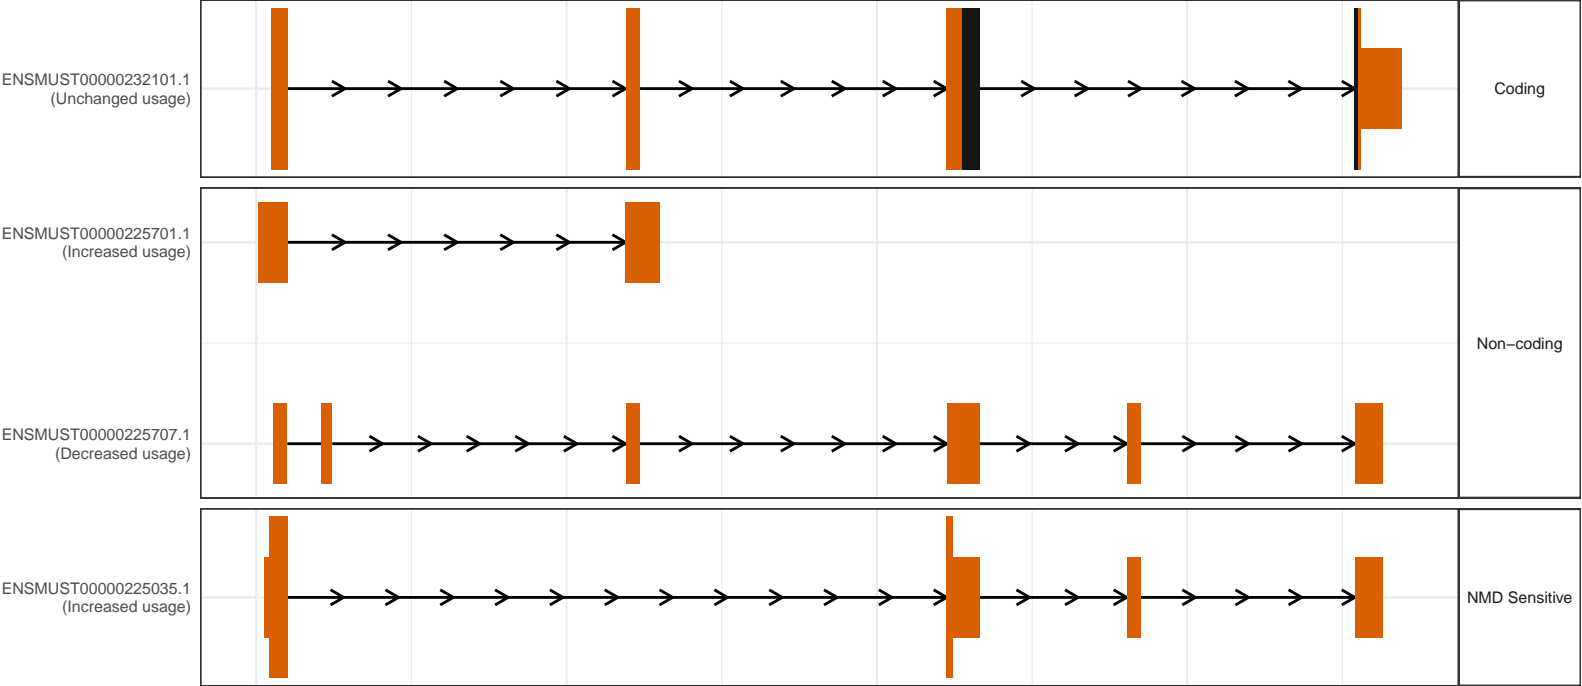 ENSMUST00000232101.1
(Unchanged usage)
Coding
ENSMUST00000225701.1
(Increased usage)
Non−coding
ENSMUST00000225707.1
(Decreased usage)
ENSMUST00000225035.1
(Increased usage)
NMD Sensitive